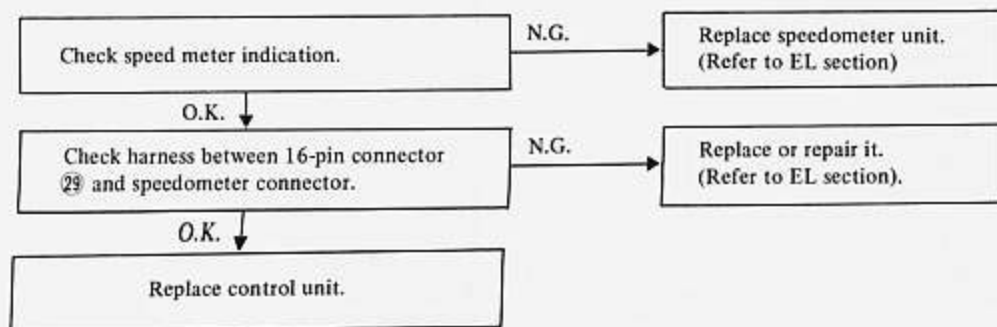 Check speed meter indication.
N.G.
Replace speedometer unit.
(Refer to EL section)
O.K.
Check harness between 16-pin connector
㉙ and speedometer connector.
N.G.
Replace or repair it.
(Refer to EL section).
O.K.
Replace control unit.